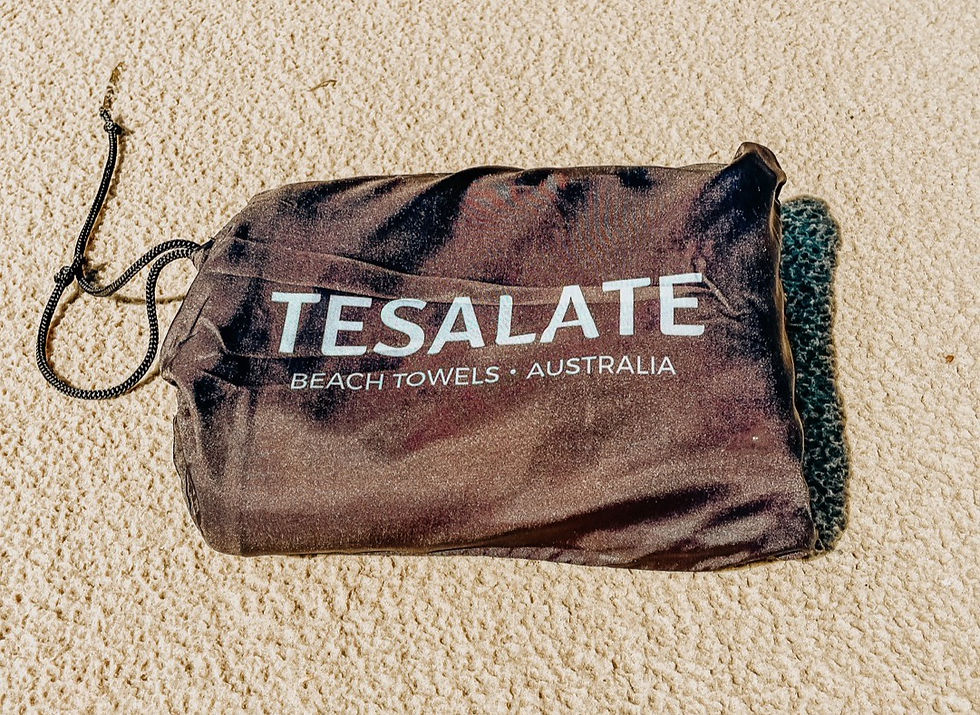 TESALATE
BEACH TOWELS • AUSTRALIA